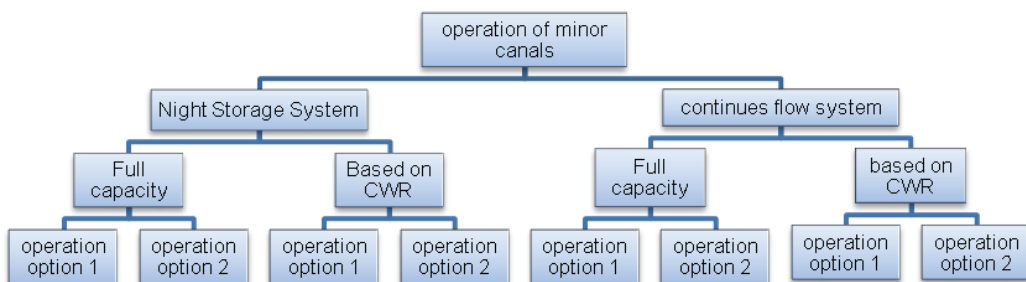 operation of minor
canals
Night Storage System
continues flow system
Full
capacity
Based on
CWR
Full
capacity
based on
CWR
operation
option 1
operation
option 2
operation
option 1
operation
option 2
operation
option 1
operation
option 2
operation
option 1
operation
option 2